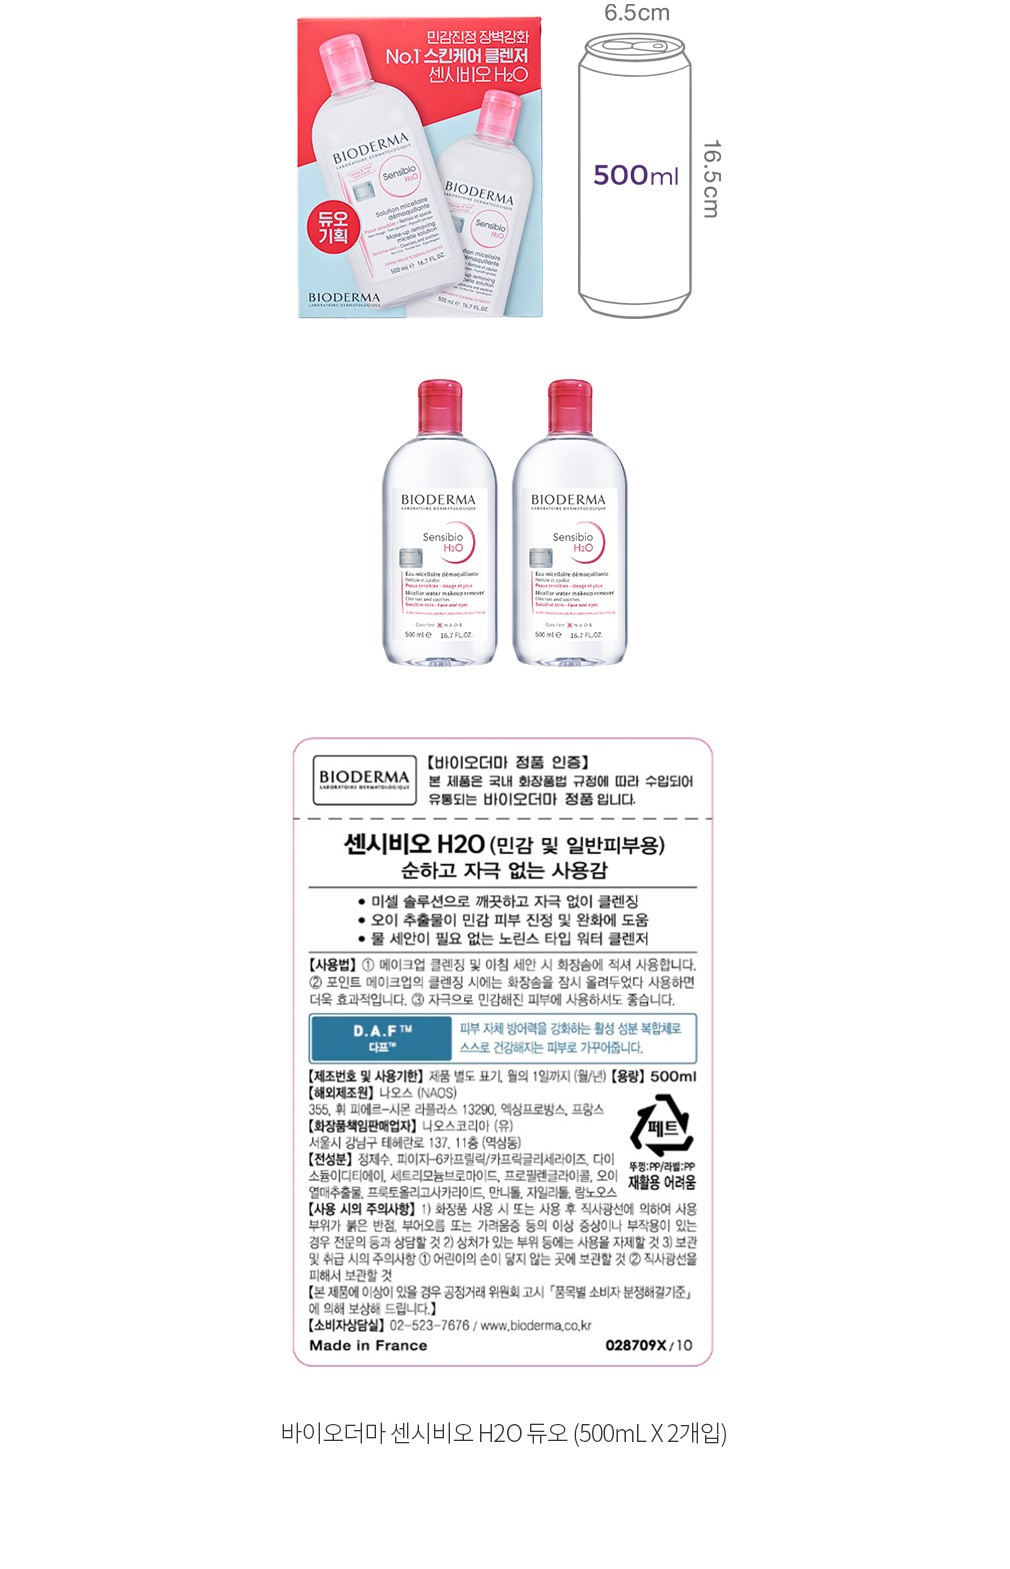 6.5cm
민감진정 장벽강화
No.1 스킨케어 클렌저
센시비오 H2O
500ml
16.5cm
BIODERMA
LABORATOIRE DERMATOLOGIQUE
Sensibio
H2O
Solution micellaire
démaquillante
Make-up removing
micelle solution
500 ml e 16.7 FL.OZ.
듀오
기획
BIODERMA
LABORATOIRE DERMATOLOGIQUE
BIODERMA
Sensibio
H2O
500 ml e 16.7 FL.OZ.
BIODERMA
LABORATOIRE DERMATOLOGIQUE
Sensibio
H2O
Eau micellaire démaquillante
Nettoie et apaise
Peaux sensibles - Visage et yeux
Micellar water makeup remover
Cleanses and soothes
Sensitive skin - Face and eyes
NAOS
500 ml e 16,7 FL.OZ.
BIODERMA
LABORATOIRE DERMATOLOGIQUE
Sensibio
H2O
Eau micellaire démaquillante
Nettoie et apaise
Peaux sensibles - Visage et yeux
Micellar water makeup remover
Cleanses and soothes
Sensitive skin - Face and eyes
NAOS
500 ml e 16,7 FL.OZ.
BIODERMA
LABORATOIRE DERMATOLOGIQUE
【바이오더마 정품 인증】
본 제품은 국내 화장품법 규정에 따라 수입되어
유통되는 바이오더마 정품 입니다.
센시비오 H2O (민감 및 일반피부용)
순하고 자극 없는 사용감
• 미셀 솔루션으로 깨끗하고 자극 없이 클렌징
• 오이 추출물이 민감 피부 진정 및 완화에 도움
• 물 세안이 필요 없는 노린스 타입 워터 클렌저
【사용법】 ① 메이크업 클렌징 및 아침 세안 시 화장솜에 적셔 사용합니다.
② 포인트 메이크업의 클렌징 시에는 화장솜을 잠시 올려두었다 사용하면
더욱 효과적입니다. ③ 자극으로 민감해진 피부에 사용하셔도 좋습니다.
D.A.F™
다프™
피부 자체 방어력을 강화하는 활성 성분 복합체로
스스로 건강해지는 피부로 가꾸어줍니다.
【제조번호 및 사용기한】 제품 별도 표기, 월의 1일까지 (월/년) 【용량】 500ml
【해외제조원】 나오스 (NAOS)
355, 휘 피에르-시몬 라플라스 13290, 엑상프로방스, 프랑스
【화장품책임판매업자】 나오스코리아 (유)
서울시 강남구 테헤란로 137, 11층 (역삼동)
페트
뚜껑:PP/라벨:PP
재활용 어려움
【전성분】 정제수, 피이지-6카프릴릭/카프릭글리세라이즈, 다이
소듐이디티에이, 세트리모늄브로마이드, 프로필렌글라이콜, 오이
열매추출물, 프룩토올리고사카라이드, 만니톨, 자일리톨, 람노오스
【사용 시의 주의사항】 1) 화장품 사용 시 또는 사용 후 직사광선에 의하여 사용
부위가 붉은 반점, 부어오름 또는 가려움증 등의 이상 증상이나 부작용이 있는
경우 전문의 등과 상담할 것 2) 상처가 있는 부위 등에는 사용을 자제할 것 3) 보관
및 취급 시의 주의사항 ① 어린이의 손이 닿지 않는 곳에 보관할 것 ② 직사광선을
피해서 보관할 것
【본 제품에 이상이 있을 경우 공정거래 위원회 고시 「품목별 소비자 분쟁해결기준」
에 의해 보상해 드립니다.】
【소비자상담실】 02-523-7676 / www.bioderma.co.kr
Made in France
028709X / 10
바이오더마 센시비오 H2O 듀오 (500mL X 2개입)